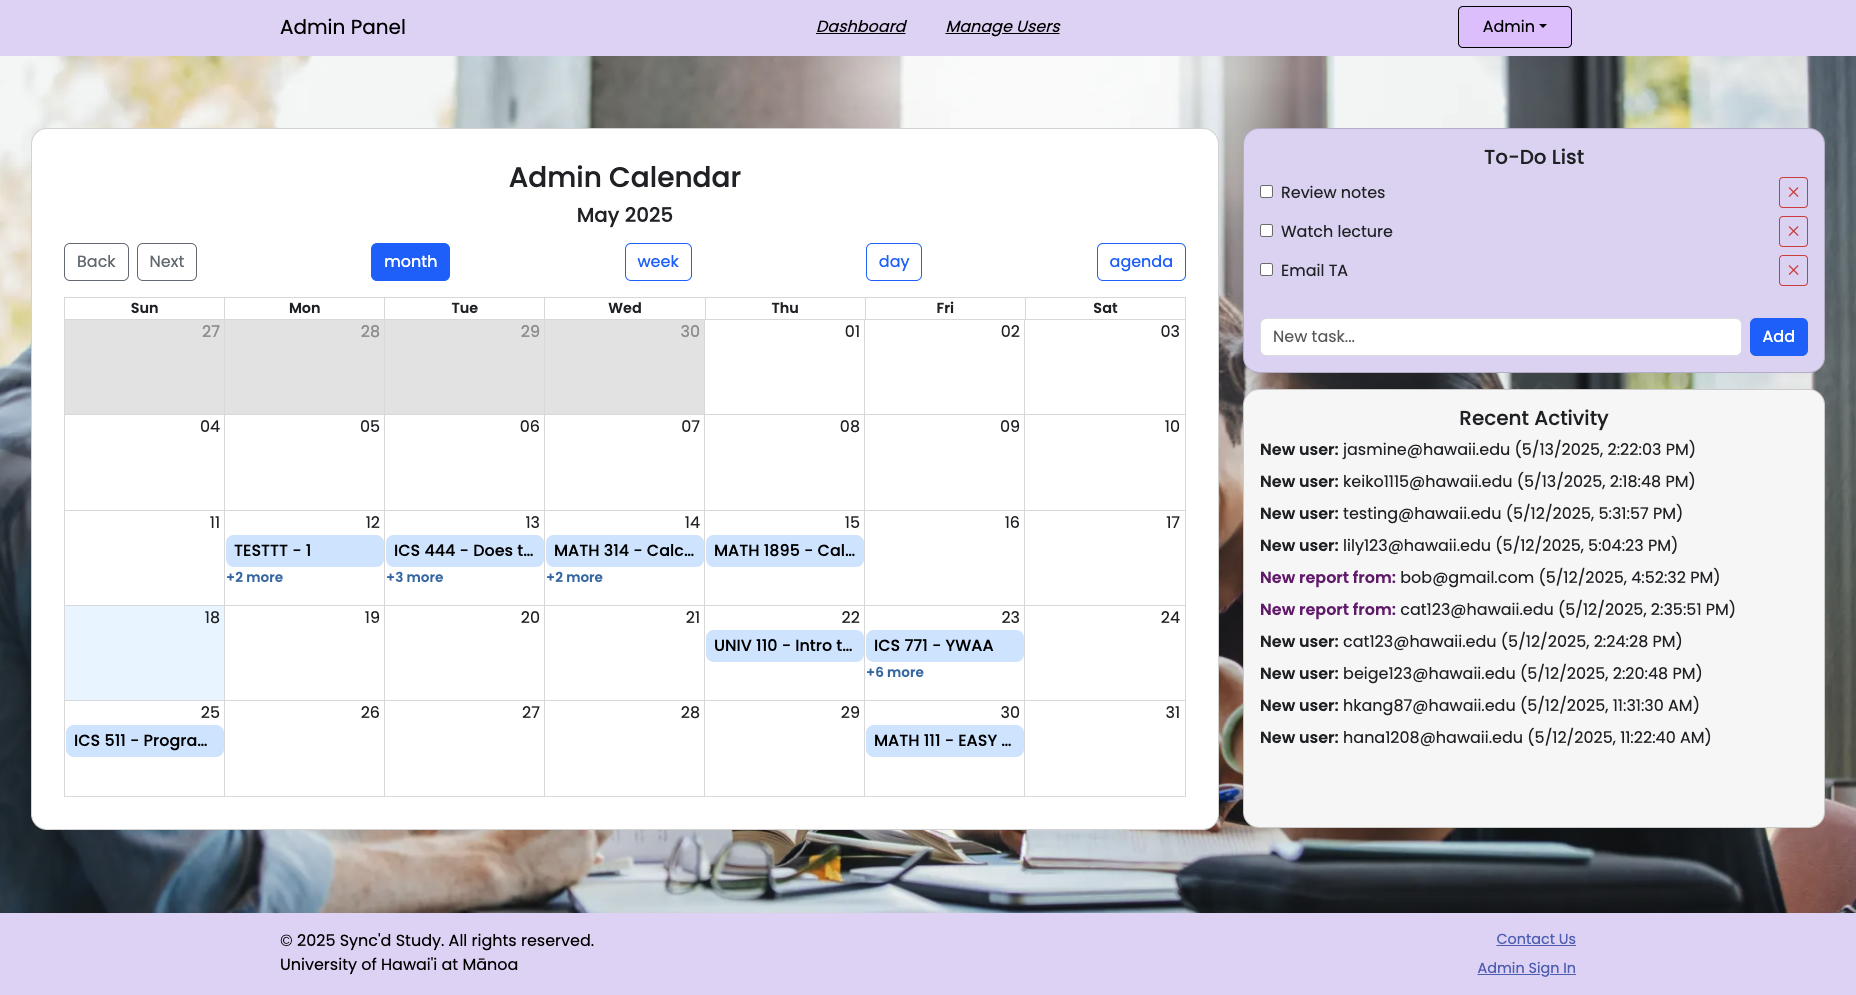 Admin Panel
Dashboard
Manage Users
Admin
Admin Calendar
May 2025
Back
Next
month
week
day
agenda
Sun Mon Tue Wed Thu Fri Sat
27 28 29 30 01 02 03
04 05 06 07 08 09 10
11 12 13 14 15 16 17
TESTTT - 1
ICS 444 - Does t...
MATH 314 - Calc...
MATH 1895 - Cal...
+2 more
+3 more
+2 more
18 19 20 21 22 23 24
UNIV 110 - Intro t...
ICS 771 - YWAA
+6 more
25 26 27 28 29 30 31
ICS 511 - Progra...
MATH 111 - EASY ...
To-Do List
Review notes
Watch lecture
Email TA
New task...
Add
Recent Activity
New user: jasmine@hawaii.edu (5/13/2025, 2:22:03 PM)
New user: keiko1115@hawaii.edu (5/13/2025, 2:18:48 PM)
New user: testing@hawaii.edu (5/12/2025, 5:31:57 PM)
New user: lily123@hawaii.edu (5/12/2025, 5:04:23 PM)
New report from: bob@gmail.com (5/12/2025, 4:52:32 PM)
New report from: cat123@hawaii.edu (5/12/2025, 2:35:51 PM)
New user: cat123@hawaii.edu (5/12/2025, 2:24:28 PM)
New user: beige123@hawaii.edu (5/12/2025, 2:20:48 PM)
New user: hkang87@hawaii.edu (5/12/2025, 11:31:30 AM)
New user: hana1208@hawaii.edu (5/12/2025, 11:22:40 AM)
© 2025 Sync'd Study. All rights reserved.
University of Hawai'i at Mānoa
Contact Us
Admin Sign In